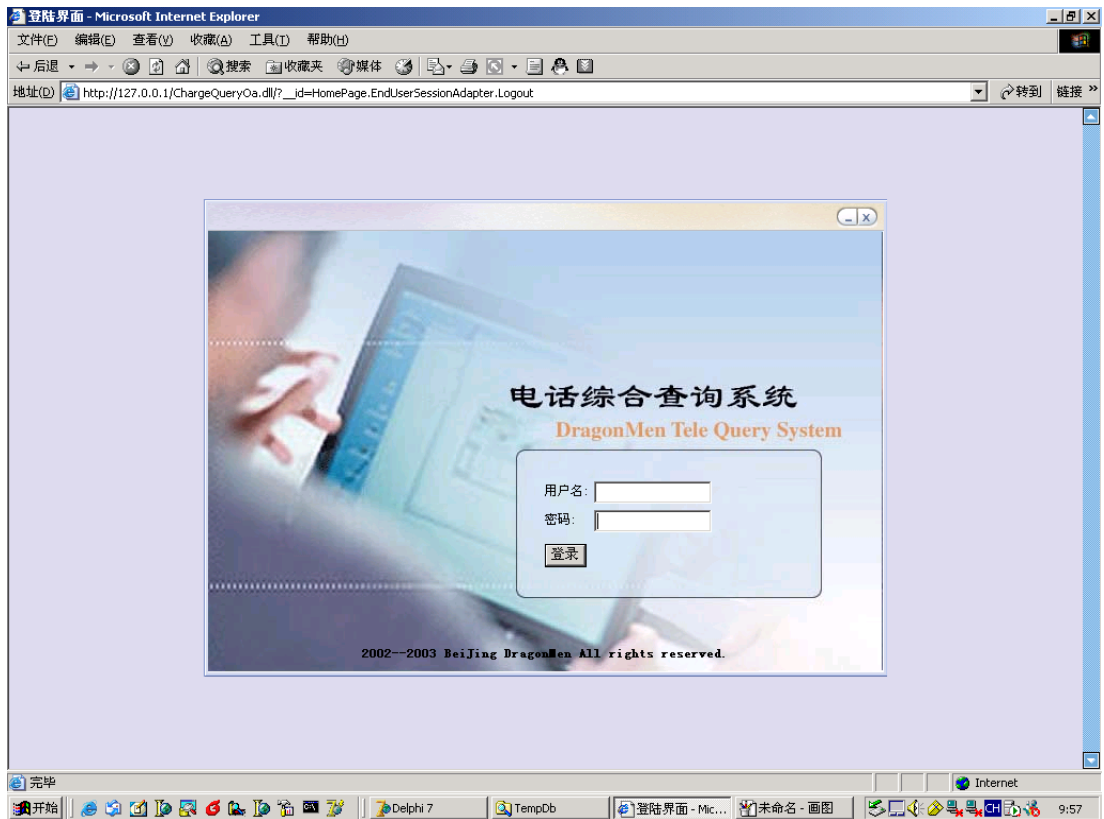 登陆界面 - Microsoft Internet Explorer
文件(F) 编辑(E) 查看(V) 收藏(A) 工具(T) 帮助(H)
后退 搜索 收藏夹 媒体
地址(D) http://127.0.0.1/ChargeQueryOa.dll/?__id=HomePage.EndUserSessionAdapter.Logout 转到 链接 »
电话综合查询系统
DragonMen Tele Query System
用户名:
密码:
登录
2002--2003 BeiJing DragonMen All rights reserved.
完毕 Internet
开始 Delphi 7 TempDb 登陆界面 - Mic... 未命名 - 画图 CH 9:57